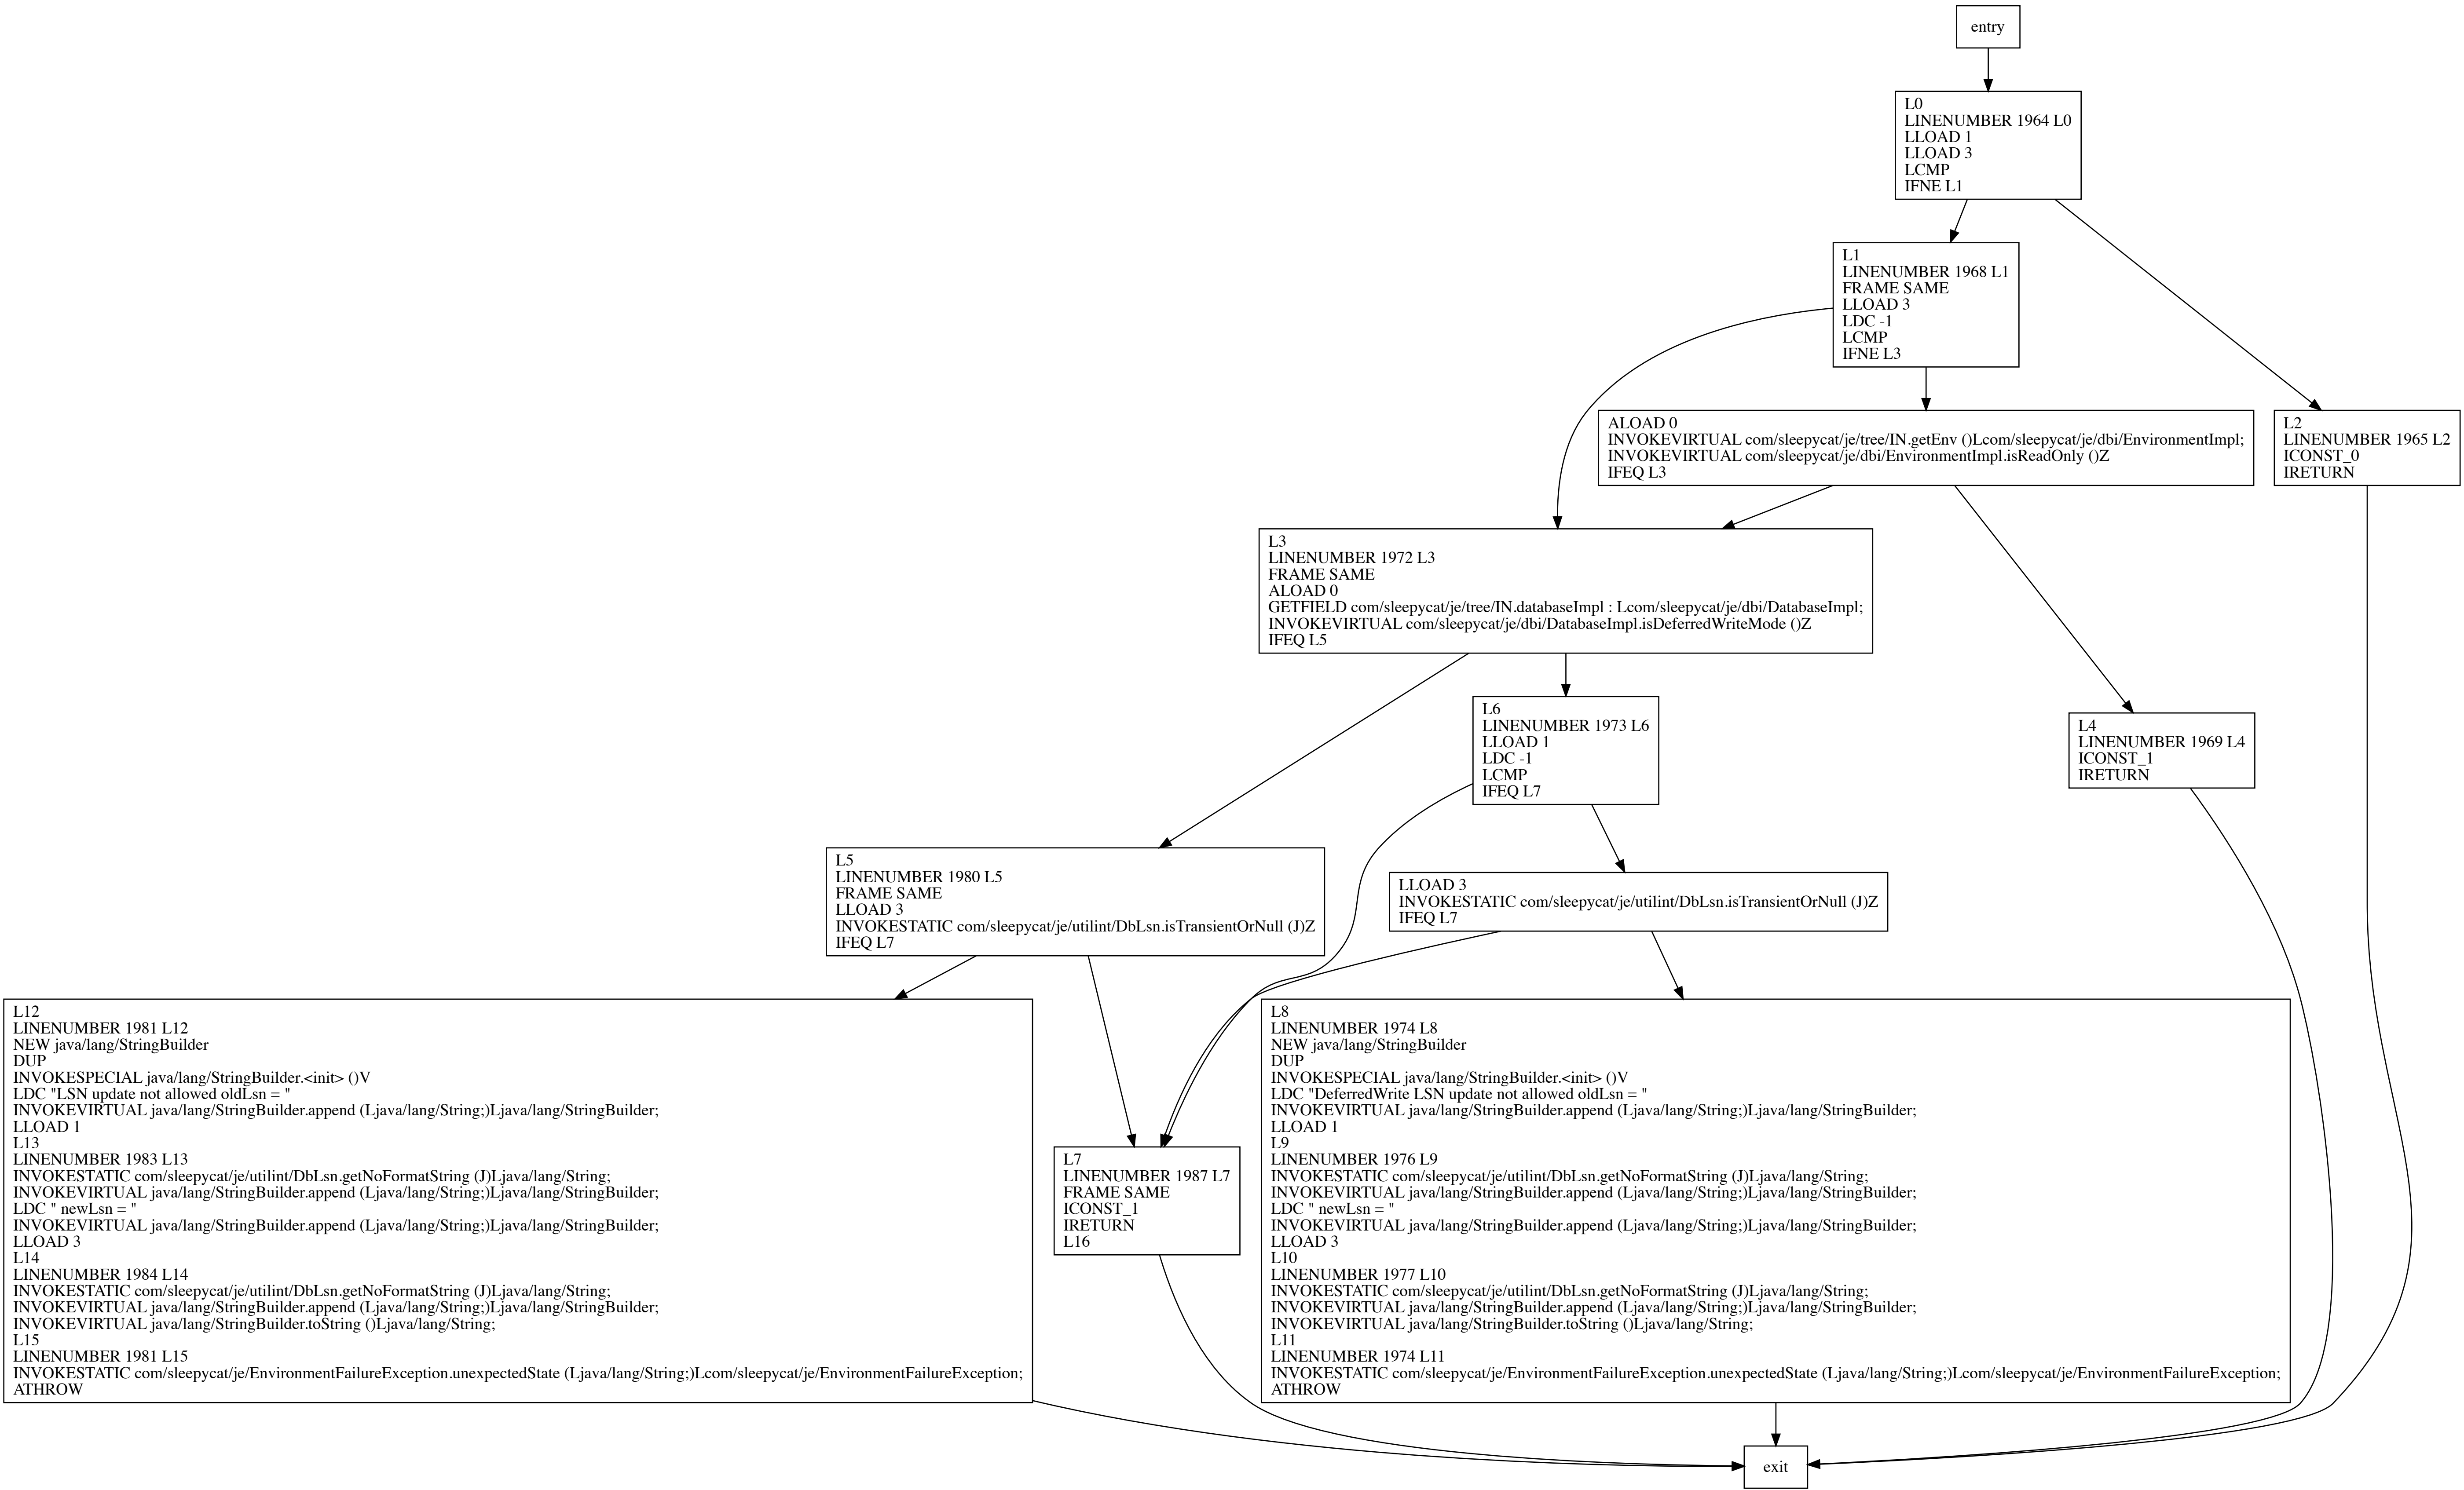 entry
L0
LINENUMBER 1964 L0
LLOAD 1
LLOAD 3
LCMP
IFNE L1
L1
LINENUMBER 1968 L1
FRAME SAME
LLOAD 3
LDC -1
LCMP
IFNE L3
ALOAD 0
INVOKEVIRTUAL com/sleepycat/je/tree/IN.getEnv ()Lcom/sleepycat/je/dbi/EnvironmentImpl;
INVOKEVIRTUAL com/sleepycat/je/dbi/EnvironmentImpl.isReadOnly ()Z
IFEQ L3
L2
LINENUMBER 1965 L2
ICONST_0
IRETURN
L3
LINENUMBER 1972 L3
FRAME SAME
ALOAD 0
GETFIELD com/sleepycat/je/tree/IN.databaseImpl : Lcom/sleepycat/je/dbi/DatabaseImpl;
INVOKEVIRTUAL com/sleepycat/je/dbi/DatabaseImpl.isDeferredWriteMode ()Z
IFEQ L5
L6
LINENUMBER 1973 L6
LLOAD 1
LDC -1
LCMP
IFEQ L7
L4
LINENUMBER 1969 L4
ICONST_1
IRETURN
L5
LINENUMBER 1980 L5
FRAME SAME
LLOAD 3
INVOKESTATIC com/sleepycat/je/utilint/DbLsn.isTransientOrNull (J)Z
IFEQ L7
LLOAD 3
INVOKESTATIC com/sleepycat/je/utilint/DbLsn.isTransientOrNull (J)Z
IFEQ L7
L12
LINENUMBER 1981 L12
NEW java/lang/StringBuilder
DUP
INVOKESPECIAL java/lang/StringBuilder.<init> ()V
LDC "LSN update not allowed oldLsn = "
INVOKEVIRTUAL java/lang/StringBuilder.append (Ljava/lang/String;)Ljava/lang/StringBuilder;
LLOAD 1
L13
LINENUMBER 1983 L13
INVOKESTATIC com/sleepycat/je/utilint/DbLsn.getNoFormatString (J)Ljava/lang/String;
INVOKEVIRTUAL java/lang/StringBuilder.append (Ljava/lang/String;)Ljava/lang/StringBuilder;
LDC " newLsn = "
INVOKEVIRTUAL java/lang/StringBuilder.append (Ljava/lang/String;)Ljava/lang/StringBuilder;
LLOAD 3
L14
LINENUMBER 1984 L14
INVOKESTATIC com/sleepycat/je/utilint/DbLsn.getNoFormatString (J)Ljava/lang/String;
INVOKEVIRTUAL java/lang/StringBuilder.append (Ljava/lang/String;)Ljava/lang/StringBuilder;
INVOKEVIRTUAL java/lang/StringBuilder.toString ()Ljava/lang/String;
L15
LINENUMBER 1981 L15
INVOKESTATIC com/sleepycat/je/EnvironmentFailureException.unexpectedState (Ljava/lang/String;)Lcom/sleepycat/je/EnvironmentFailureException;
ATHROW
L7
LINENUMBER 1987 L7
FRAME SAME
ICONST_1
IRETURN
L16
L8
LINENUMBER 1974 L8
NEW java/lang/StringBuilder
DUP
INVOKESPECIAL java/lang/StringBuilder.<init> ()V
LDC "DeferredWrite LSN update not allowed oldLsn = "
INVOKEVIRTUAL java/lang/StringBuilder.append (Ljava/lang/String;)Ljava/lang/StringBuilder;
LLOAD 1
L9
LINENUMBER 1976 L9
INVOKESTATIC com/sleepycat/je/utilint/DbLsn.getNoFormatString (J)Ljava/lang/String;
INVOKEVIRTUAL java/lang/StringBuilder.append (Ljava/lang/String;)Ljava/lang/StringBuilder;
LDC " newLsn = "
INVOKEVIRTUAL java/lang/StringBuilder.append (Ljava/lang/String;)Ljava/lang/StringBuilder;
LLOAD 3
L10
LINENUMBER 1977 L10
INVOKESTATIC com/sleepycat/je/utilint/DbLsn.getNoFormatString (J)Ljava/lang/String;
INVOKEVIRTUAL java/lang/StringBuilder.append (Ljava/lang/String;)Ljava/lang/StringBuilder;
INVOKEVIRTUAL java/lang/StringBuilder.toString ()Ljava/lang/String;
L11
LINENUMBER 1974 L11
INVOKESTATIC com/sleepycat/je/EnvironmentFailureException.unexpectedState (Ljava/lang/String;)Lcom/sleepycat/je/EnvironmentFailureException;
ATHROW
exit